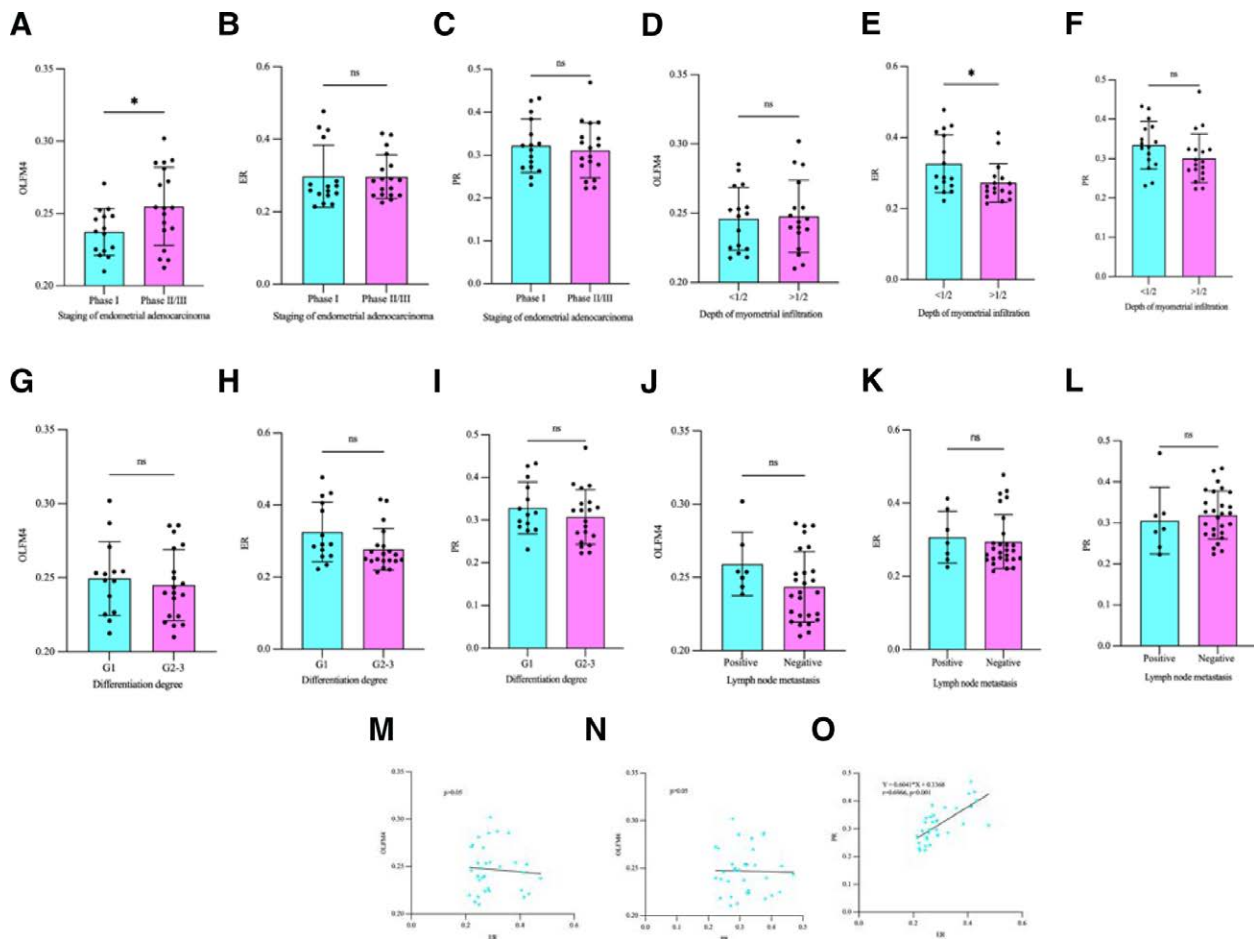 A
B
C
D
E
F
0.35
0.30
0.25
0.20
OLFM4
*
Phase I
Phase II/III
Staging of endometrial adenocarcinoma
0.6
0.4
0.2
0.0
ER
ns
Phase I
Phase II/III
Staging of endometrial adenocarcinoma
0.5
0.4
0.3
0.2
0.1
0.0
PR
ns
Phase I
Phase II/III
Staging of endometrial adenocarcinoma
0.35
0.30
0.25
0.20
OLFM4
ns
<1/2
>1/2
Depth of myometrial infiltration
0.6
0.4
0.2
0.0
ER
*
<1/2
>1/2
Depth of myometrial infiltration
0.5
0.4
0.3
0.2
0.1
0.0
PR
ns
<1/2
>1/2
Depth of myometrial infiltration
G
H
I
J
K
L
0.35
0.30
0.25
0.20
OLFM4
ns
G1
G2-3
Differentiation degree
0.6
0.4
0.2
0.0
ER
ns
G1
G2-3
Differentiation degree
0.5
0.4
0.3
0.2
0.1
0.0
PR
ns
G1
G2-3
Differentiation degree
0.35
0.30
0.25
0.20
OLFM4
ns
Positive
Negative
Lymph node metastasis
0.6
0.4
0.2
0.0
ER
ns
Positive
Negative
Lymph node metastasis
0.5
0.4
0.3
0.2
0.1
0.0
PR
ns
Positive
Negative
Lymph node metastasis
M
N
O
0.35
0.30
0.25
0.20
OLFM4
p>0.05
0.0
0.2
0.4
0.6
ER
0.35
0.30
0.25
0.20
OLFM4
p>0.05
0.0
0.1
0.2
0.3
0.4
0.5
0.5
0.4
0.3
0.2
0.1
0.0
PR
r=0.6966, p<0.001
0.0
0.2
0.4
0.6
ER